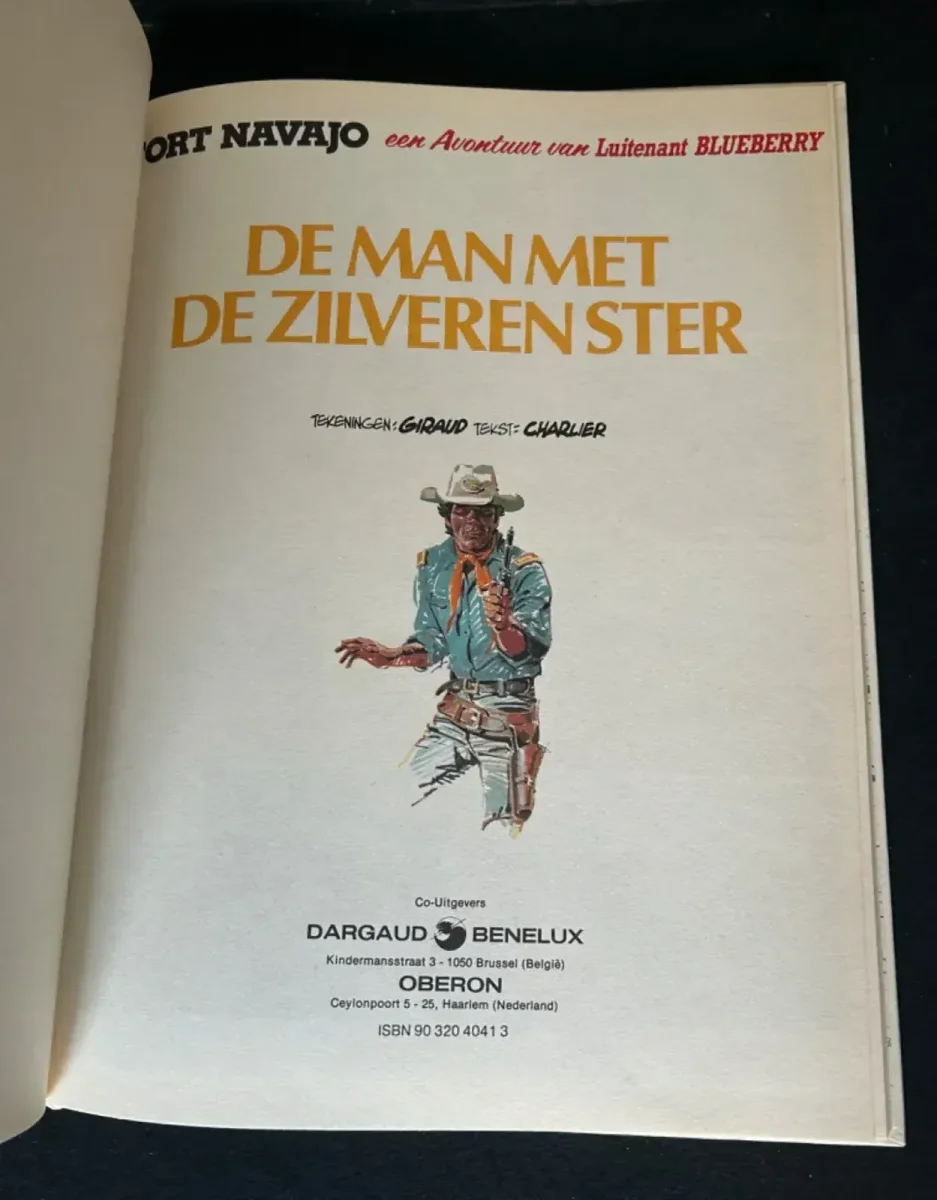 FORT NAVAJO een Avontuur van Luitenant BLUEBERRY
DE MAN MET
DE ZILVEREN STER
TEKENINGEN: GIRAUD TEKST: CHARLIER
Co-Uitgevers
DARGAUD BENELUX
Kindermansstraat 3 - 1050 Brussel (België)
OBERON
Ceylonpoort 5 - 25, Haarlem (Nederland)
ISBN 90 320 4041 3